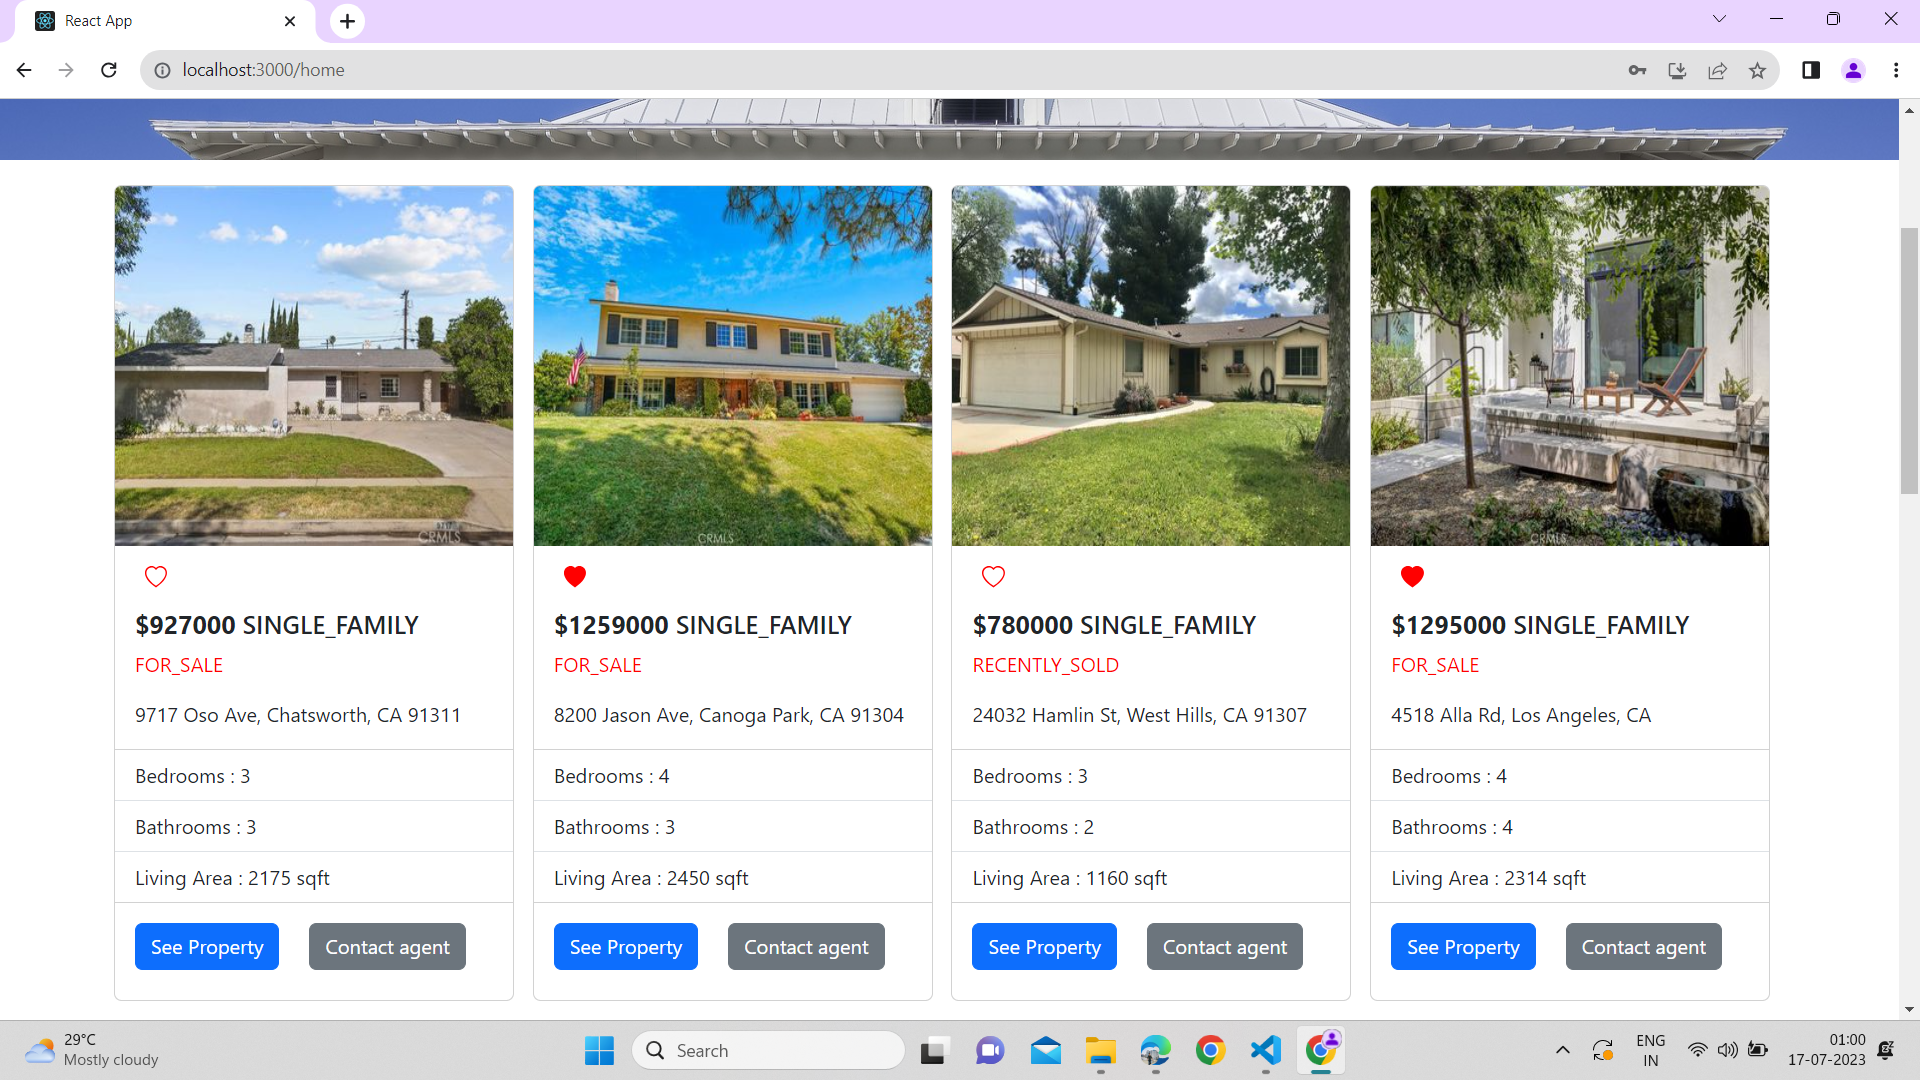 React App
localhost:3000/home
9717
CRMLS
CRMLS
CRMLS
$927000 SINGLE_FAMILY
FOR_SALE
9717 Oso Ave, Chatsworth, CA 91311
Bedrooms : 3
Bathrooms : 3
Living Area : 2175 sqft
See Property
Contact agent
$1259000 SINGLE_FAMILY
FOR_SALE
8200 Jason Ave, Canoga Park, CA 91304
Bedrooms : 4
Bathrooms : 3
Living Area : 2450 sqft
See Property
Contact agent
$780000 SINGLE_FAMILY
RECENTLY_SOLD
24032 Hamlin St, West Hills, CA 91307
Bedrooms : 3
Bathrooms : 2
Living Area : 1160 sqft
See Property
Contact agent
$1295000 SINGLE_FAMILY
FOR_SALE
4518 Alla Rd, Los Angeles, CA
Bedrooms : 4
Bathrooms : 4
Living Area : 2314 sqft
See Property
Contact agent
29°C
Mostly cloudy
Search
ENG
IN
01:00
17-07-2023